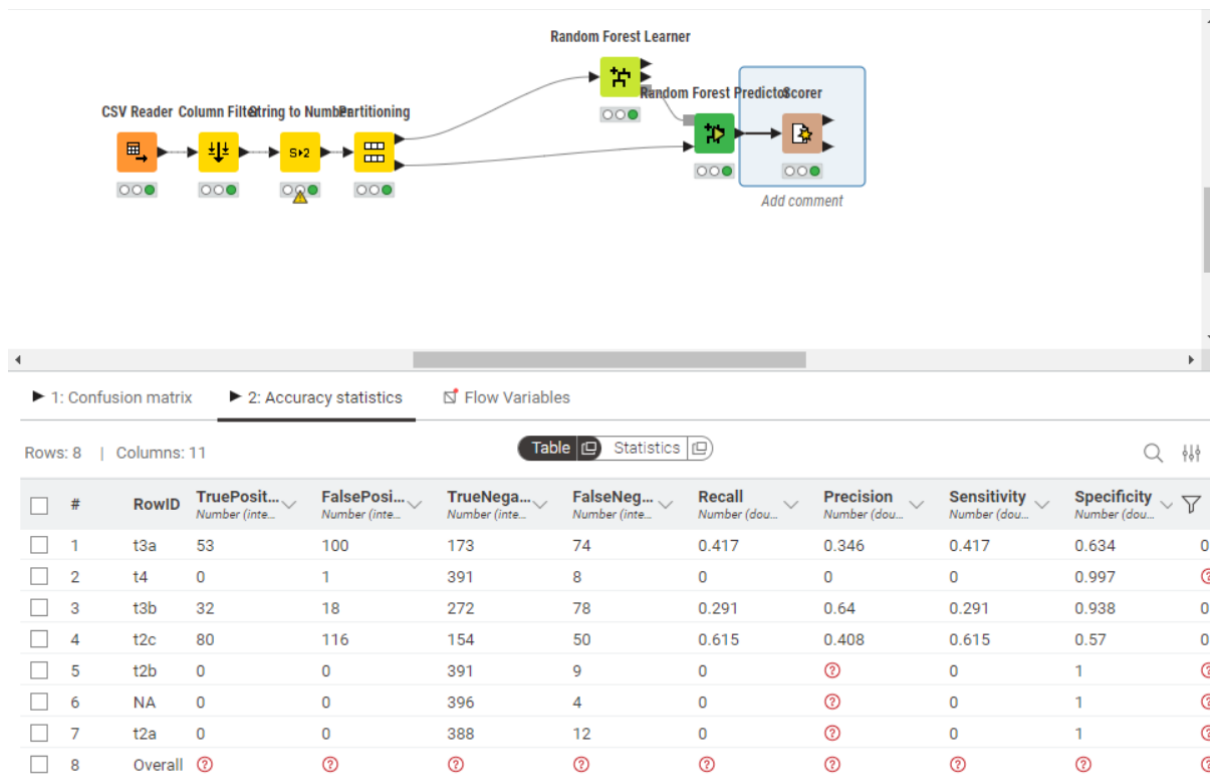 Random Forest Learner
CSV Reader Column Filter String to Number Partitioning
Random Forest Predictor Scorer
S▸2
Add comment
1: Confusion matrix 2: Accuracy statistics Flow Variables
Rows: 8 | Columns: 11 Table Statistics
# RowID TruePosit... FalsePosi... TrueNega... FalseNeg... Recall Precision Sensitivity Specificity
Number (inte... Number (inte... Number (inte... Number (inte... Number (dou... Number (dou... Number (dou... Number (dou...
1 t3a 53 100 173 74 0.417 0.346 0.417 0.634 0
2 t4 0 1 391 8 0 0 0 0.997 ?
3 t3b 32 18 272 78 0.291 0.64 0.291 0.938 0
4 t2c 80 116 154 50 0.615 0.408 0.615 0.57 0
5 t2b 0 0 391 9 0 ? 0 1 ?
6 NA 0 0 396 4 0 ? 0 1 ?
7 t2a 0 0 388 12 0 ? 0 1 ?
8 Overall ? ? ? ? ? ? ? ? ?